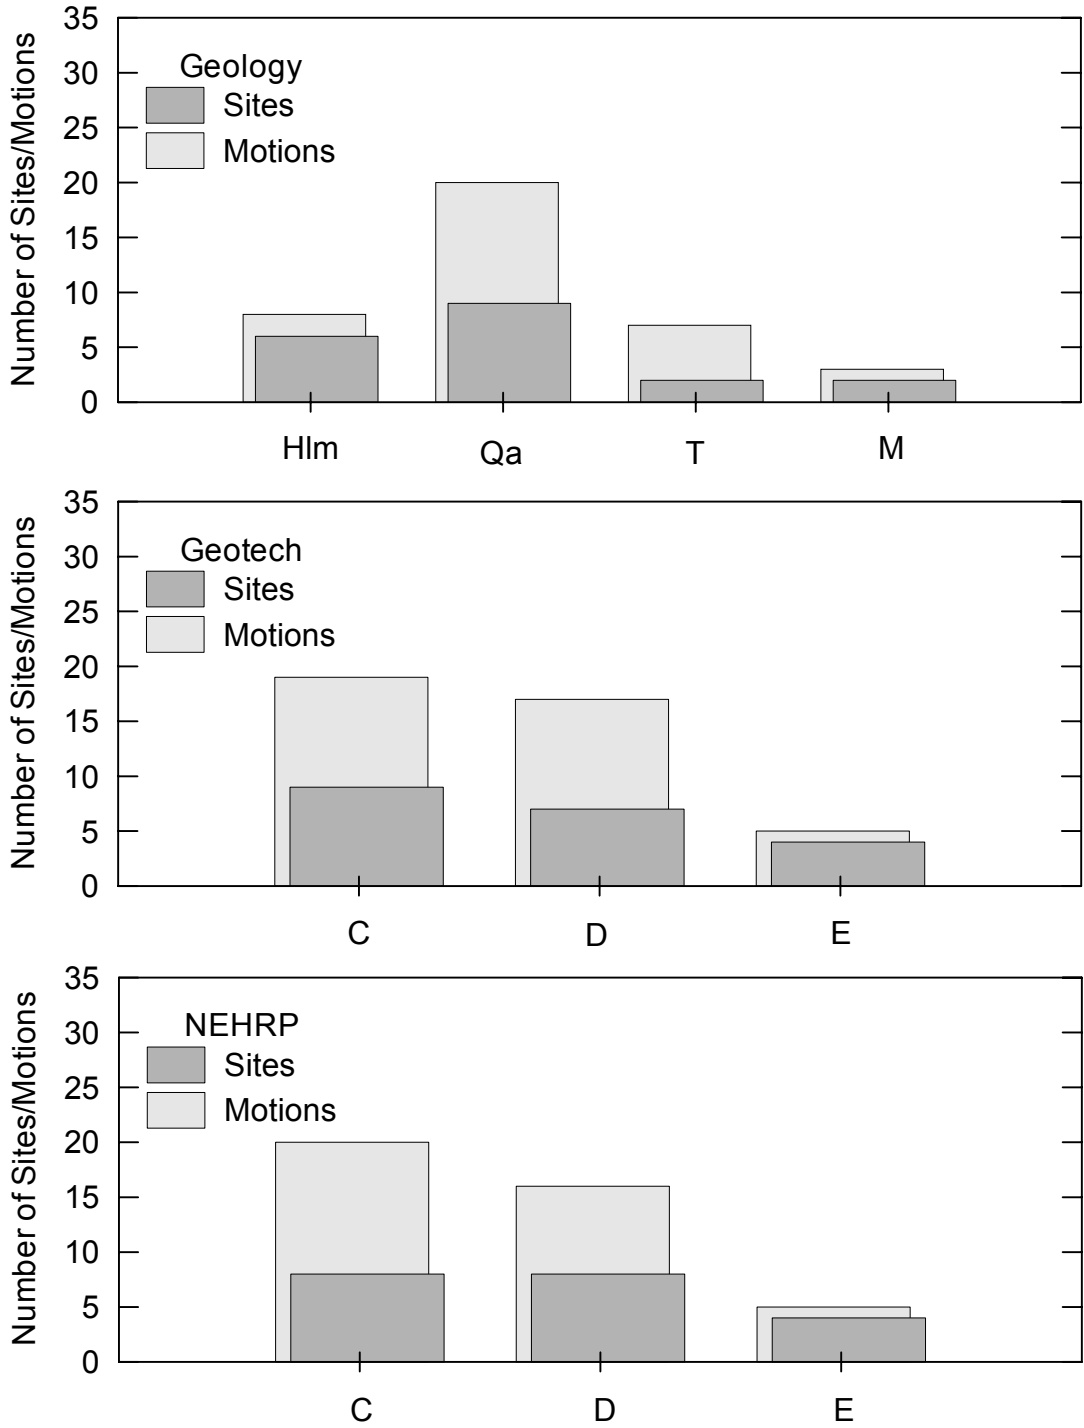 Number of Sites/Motions
35
30
25
20
15
10
5
0
Geology
Sites
Motions
Hlm
Qa
T
M
Number of Sites/Motions
35
30
25
20
15
10
5
0
Geotech
Sites
Motions
C
D
E
Number of Sites/Motions
35
30
25
20
15
10
5
0
NEHRP
Sites
Motions
C
D
E